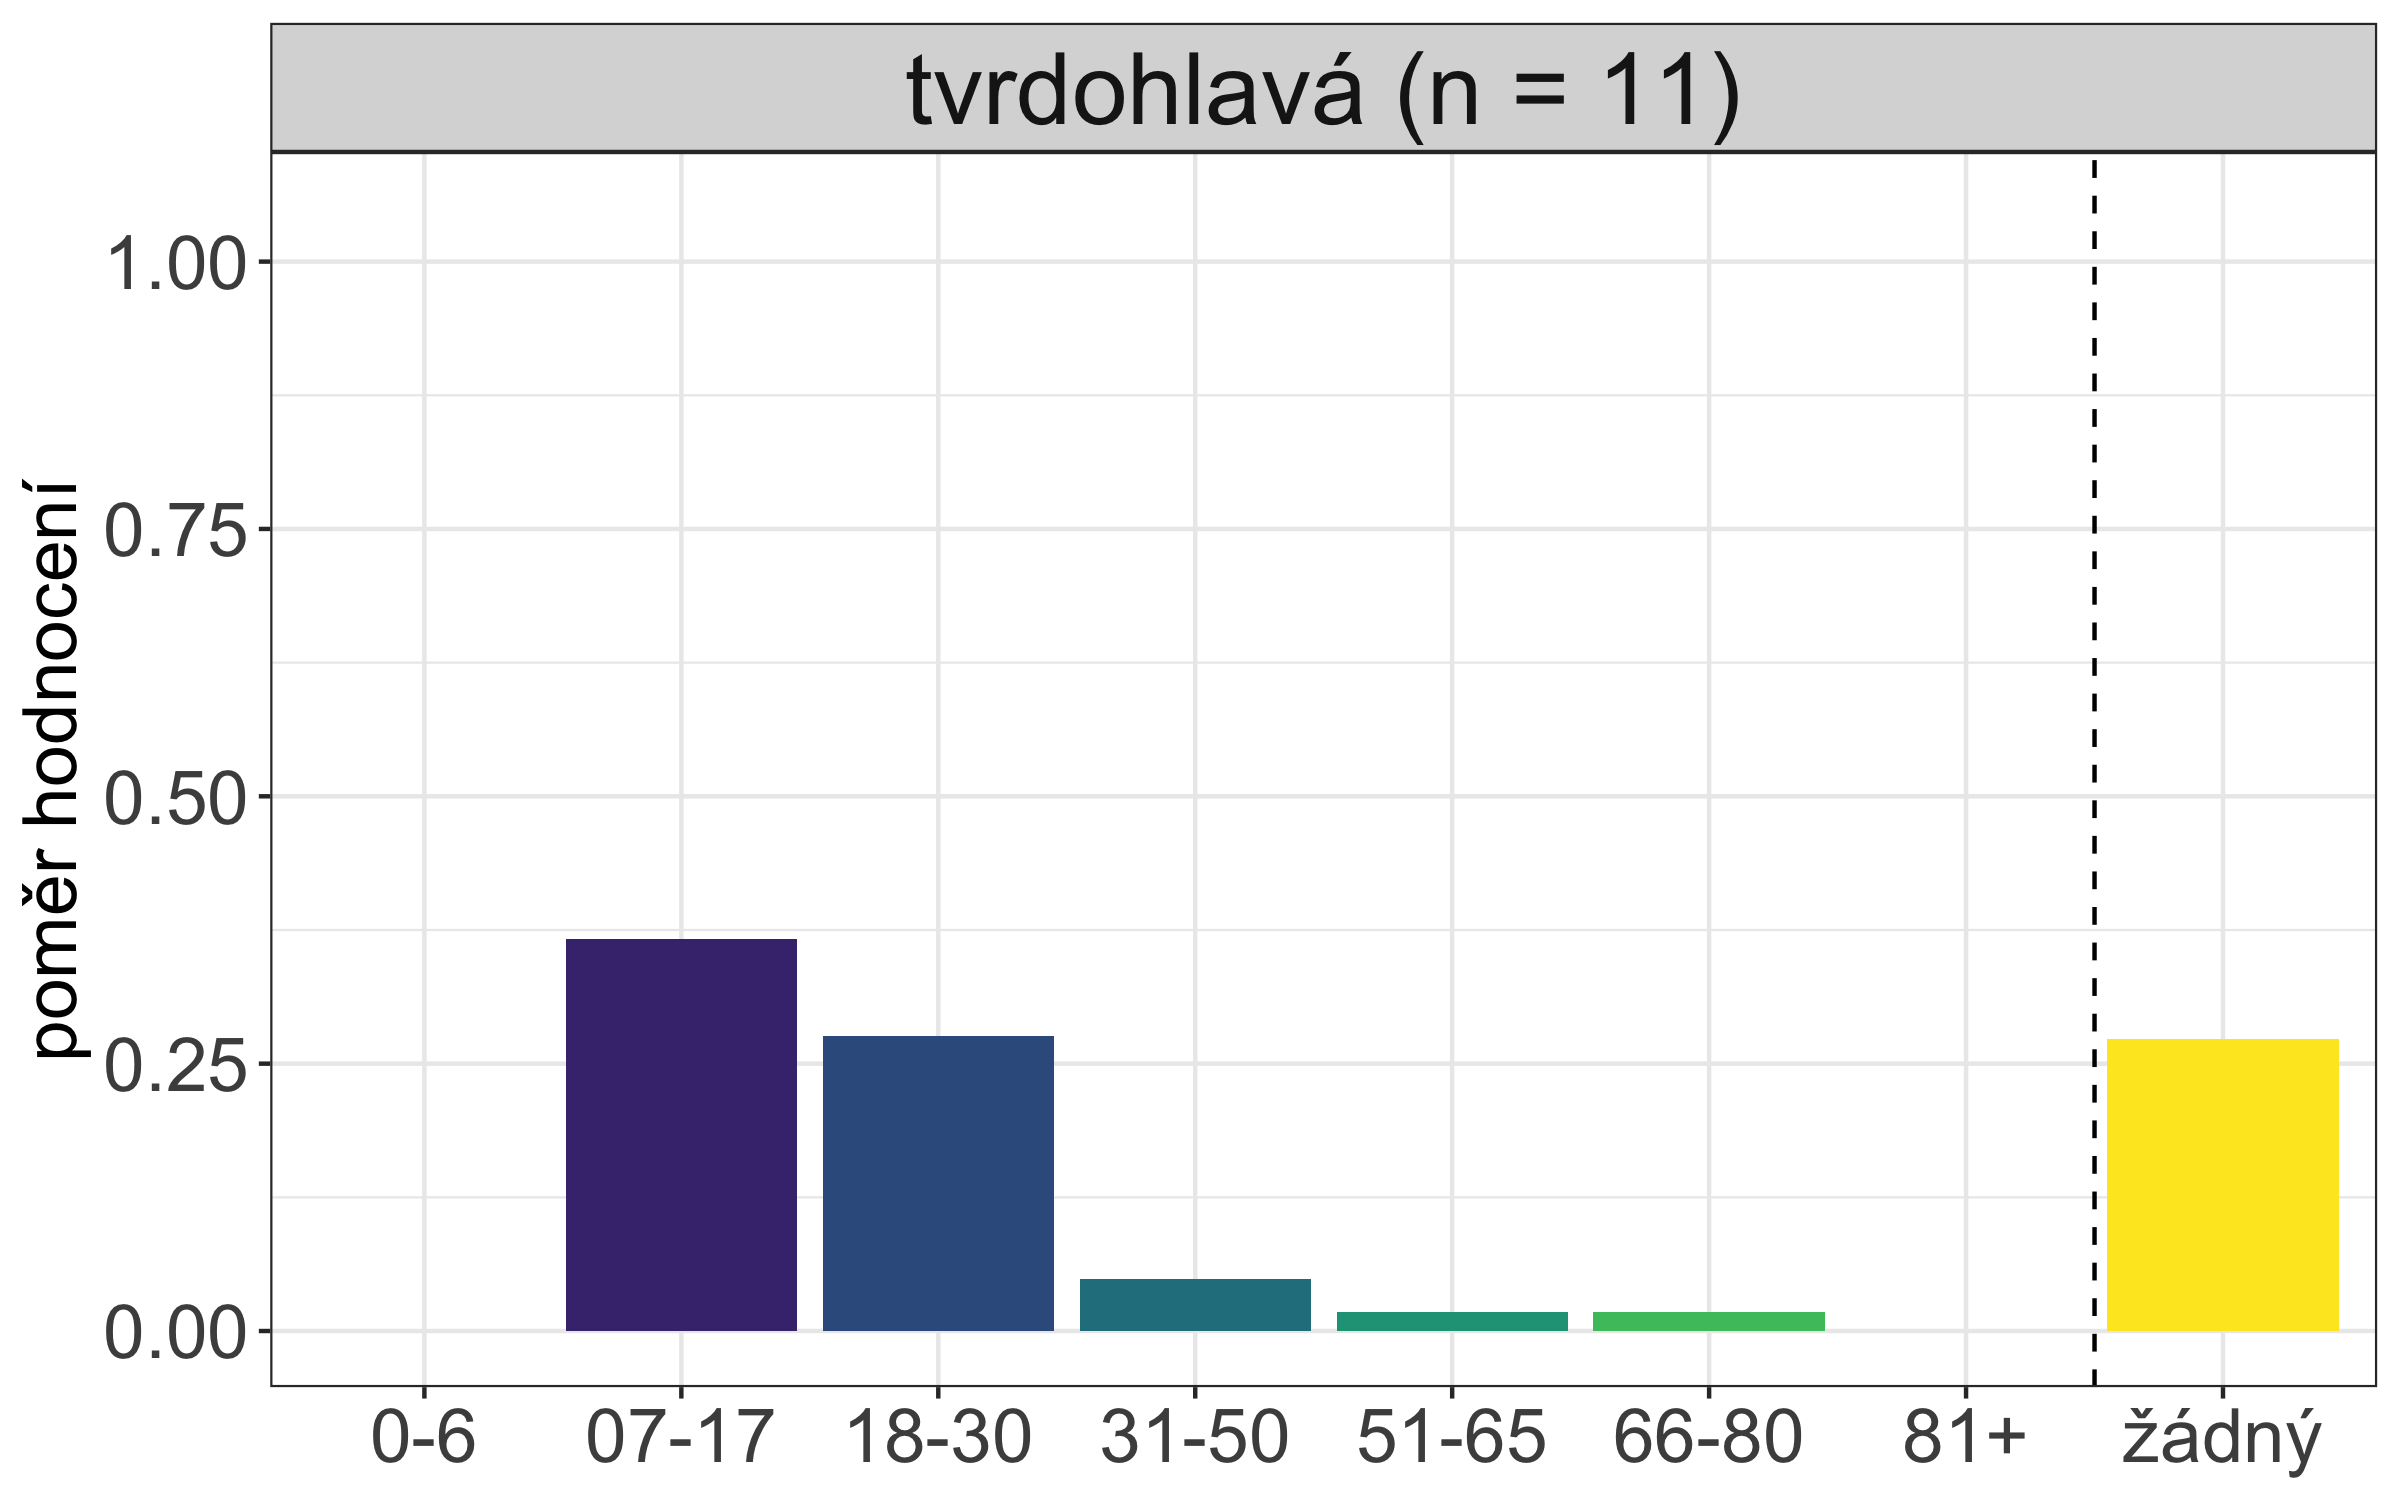 tvrdohlavá (n = 11)
poměr hodnocení
1.00
0.75
0.50
0.25
0.00
0-6 07-17 18-30 31-50 51-65 66-80 81+ žádný